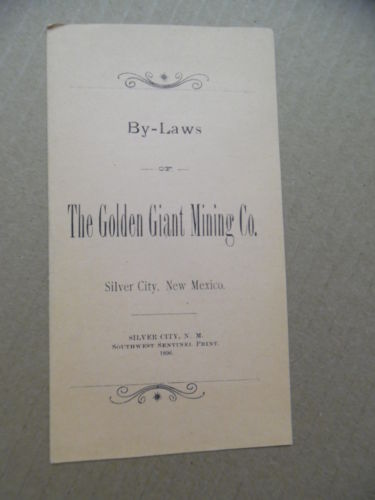 By-Laws
— OF —
The Golden Giant Mining Co.
Silver City, New Mexico.
SILVER CITY, N. M.
SOUTHWEST SENTINEL PRINT.
1896.